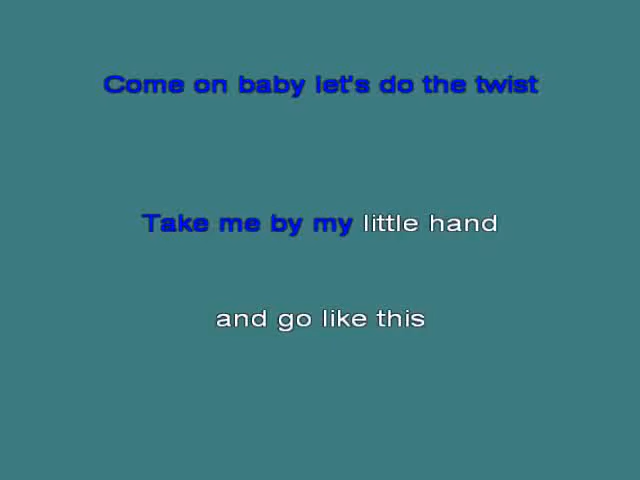 Come on baby let's do the twist
Take me by my little hand
and go like this